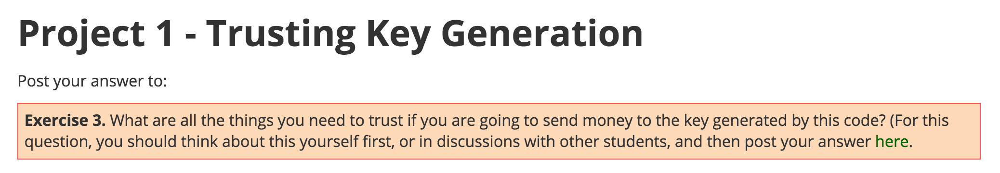 Project 1 - Trusting Key Generation
Post your answer to:
Exercise 3. What are all the things you need to trust if you are going to send money to the key generated by this code? (For this
question, you should think about this yourself first, or in discussions with other students, and then post your answer here.